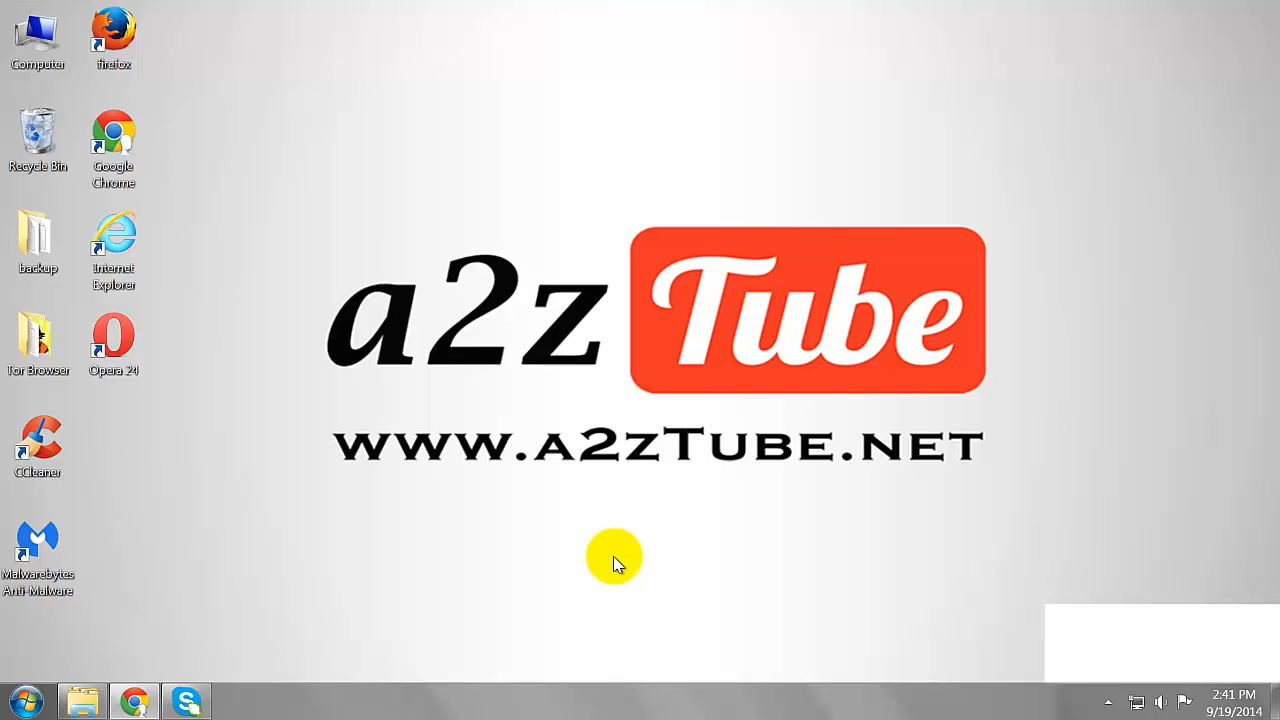 Computer
firefox
Recycle Bin
Google
Chrome
backup
Internet
Explorer
Tor Browser
Opera 24
CCleaner
Malwarebytes
Anti-Malware
a2z Tube
www.a2zTube.net
2:41 PM
9/19/2014